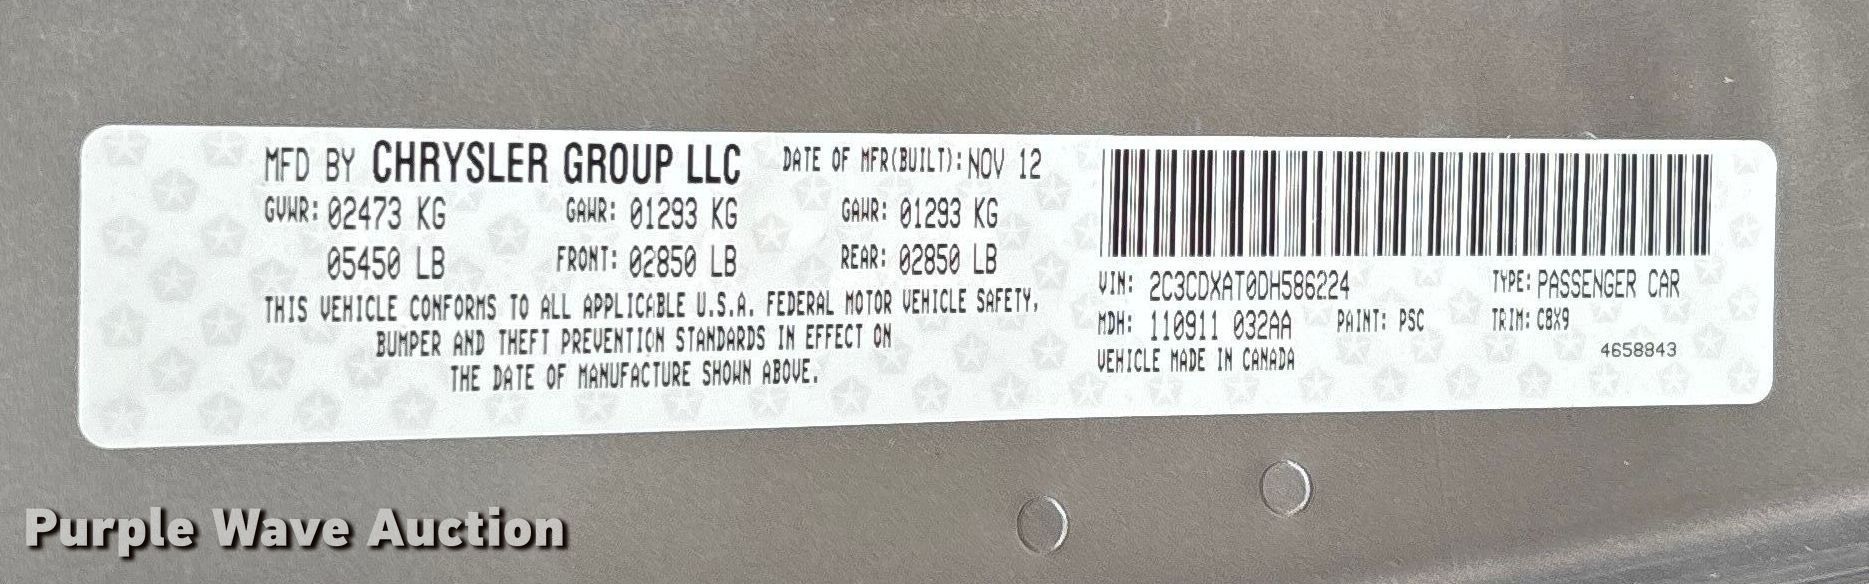 MFD BY CHRYSLER GROUP LLC DATE OF MFR(BUILT): NOV 12
GVWR: 02473 KG GAWR: 01293 KG GAWR: 01293 KG
05450 LB FRONT: 02850 LB REAR: 02850 LB
THIS VEHICLE CONFORMS TO ALL APPLICABLE U.S.A. FEDERAL MOTOR VEHICLE SAFETY,
BUMPER AND THEFT PREVENTION STANDARDS IN EFFECT ON
THE DATE OF MANUFACTURE SHOWN ABOVE.
VIN: 2C3CDXAT0DH586224 TYPE: PASSENGER CAR
MDH: 110911 032AA PAINT: PSC TRIM: C8X9
VEHICLE MADE IN CANADA 4658843
Purple Wave Auction